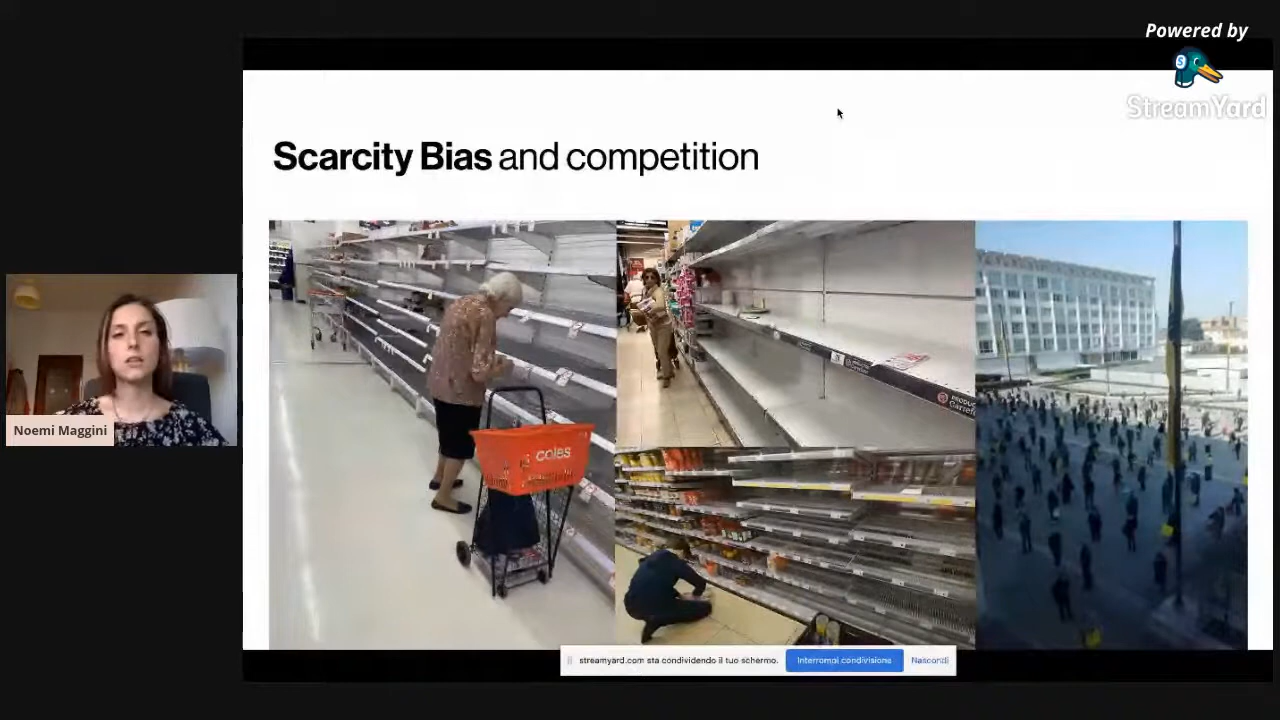 Powered by
StreamYard
Scarcity Bias and competition
coles
Noemi Maggini
streamyard.com sta condividendo il tuo schermo.
Interrompi condivisione
Nascondi